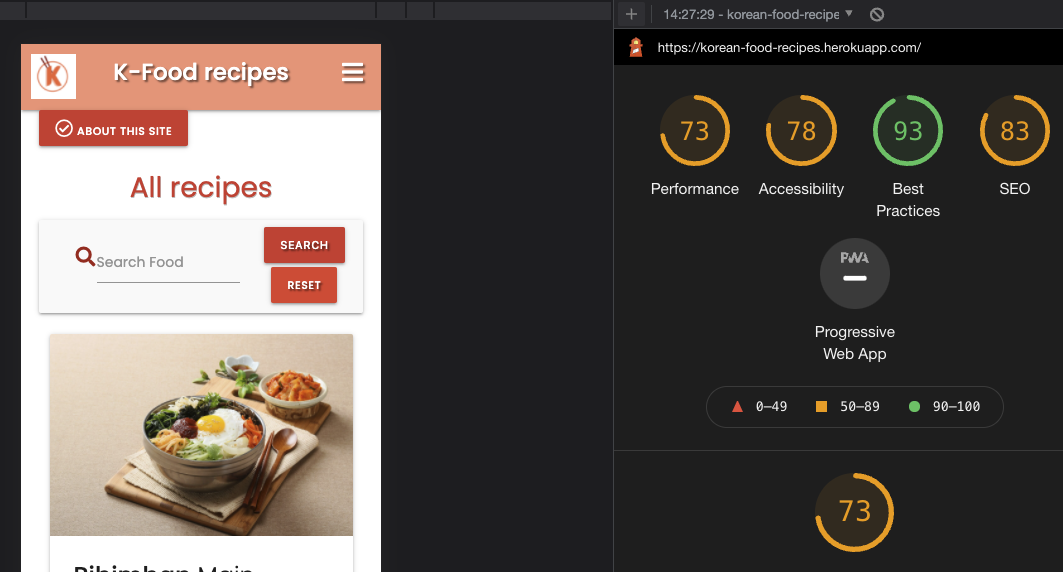 K
K-Food recipes
ABOUT THIS SITE
All recipes
Search Food
SEARCH
RESET
14:27:29 - korean-food-recipe
https://korean-food-recipes.herokuapp.com/
73
78
93
83
Performance
Accessibility
Best
Practices
SEO
PWA
Progressive
Web App
0–49
50–89
90–100
73
Bibimbap Main